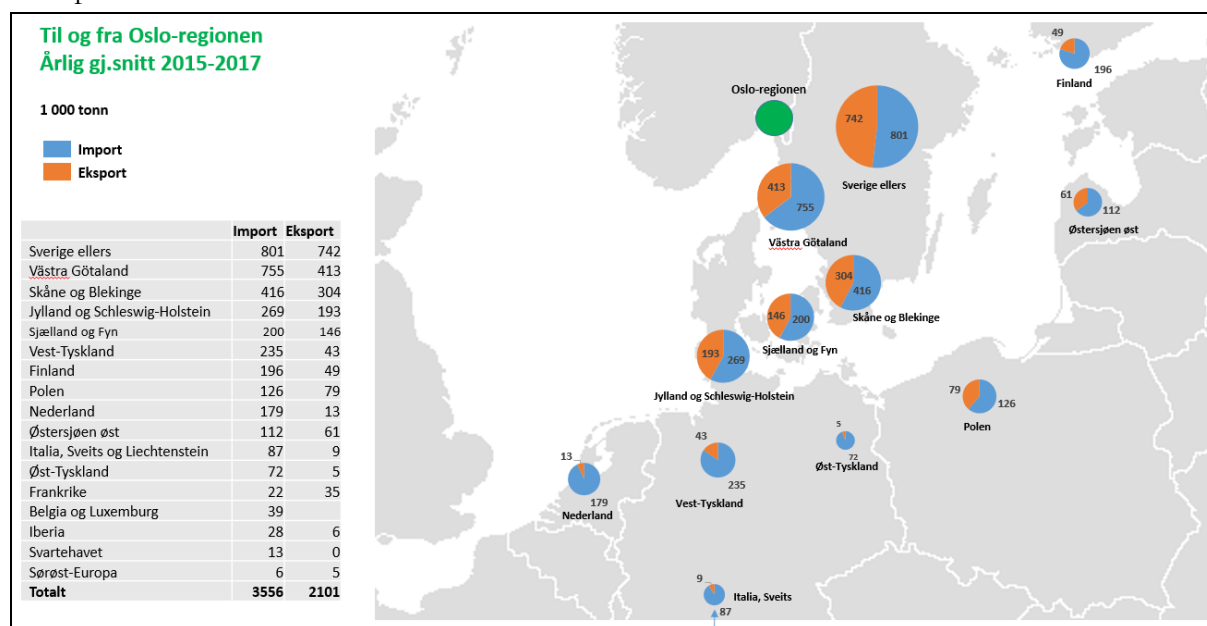 Til og fra Oslo-regionen
Årlig gj.snitt 2015-2017
1 000 tonn
Import
Eksport
Import Eksport
Sverige ellers 801 742
Västra Götaland 755 413
Skåne og Blekinge 416 304
Jylland og Schleswig-Holstein 269 193
Sjælland og Fyn 200 146
Vest-Tyskland 235 43
Finland 196 49
Polen 126 79
Nederland 179 13
Østersjøen øst 112 61
Italia, Sveits og Liechtenstein 87 9
Øst-Tyskland 72 5
Frankrike 22 35
Belgia og Luxemburg 39
Iberia 28 6
Svartehavet 13 0
Sørøst-Europa 6 5
Totalt 3556 2101
49
196
Finland
Oslo-regionen
742
801
Sverige ellers
413
755
Västra Götaland
61
112
Østersjøen øst
304
416
Skåne og Blekinge
146
200
Sjælland og Fyn
193
269
Jylland og Schleswig-Holstein
79
126
Polen
5
72
Øst-Tyskland
43
235
Vest-Tyskland
13
179
Nederland
9
Italia, Sveits
87